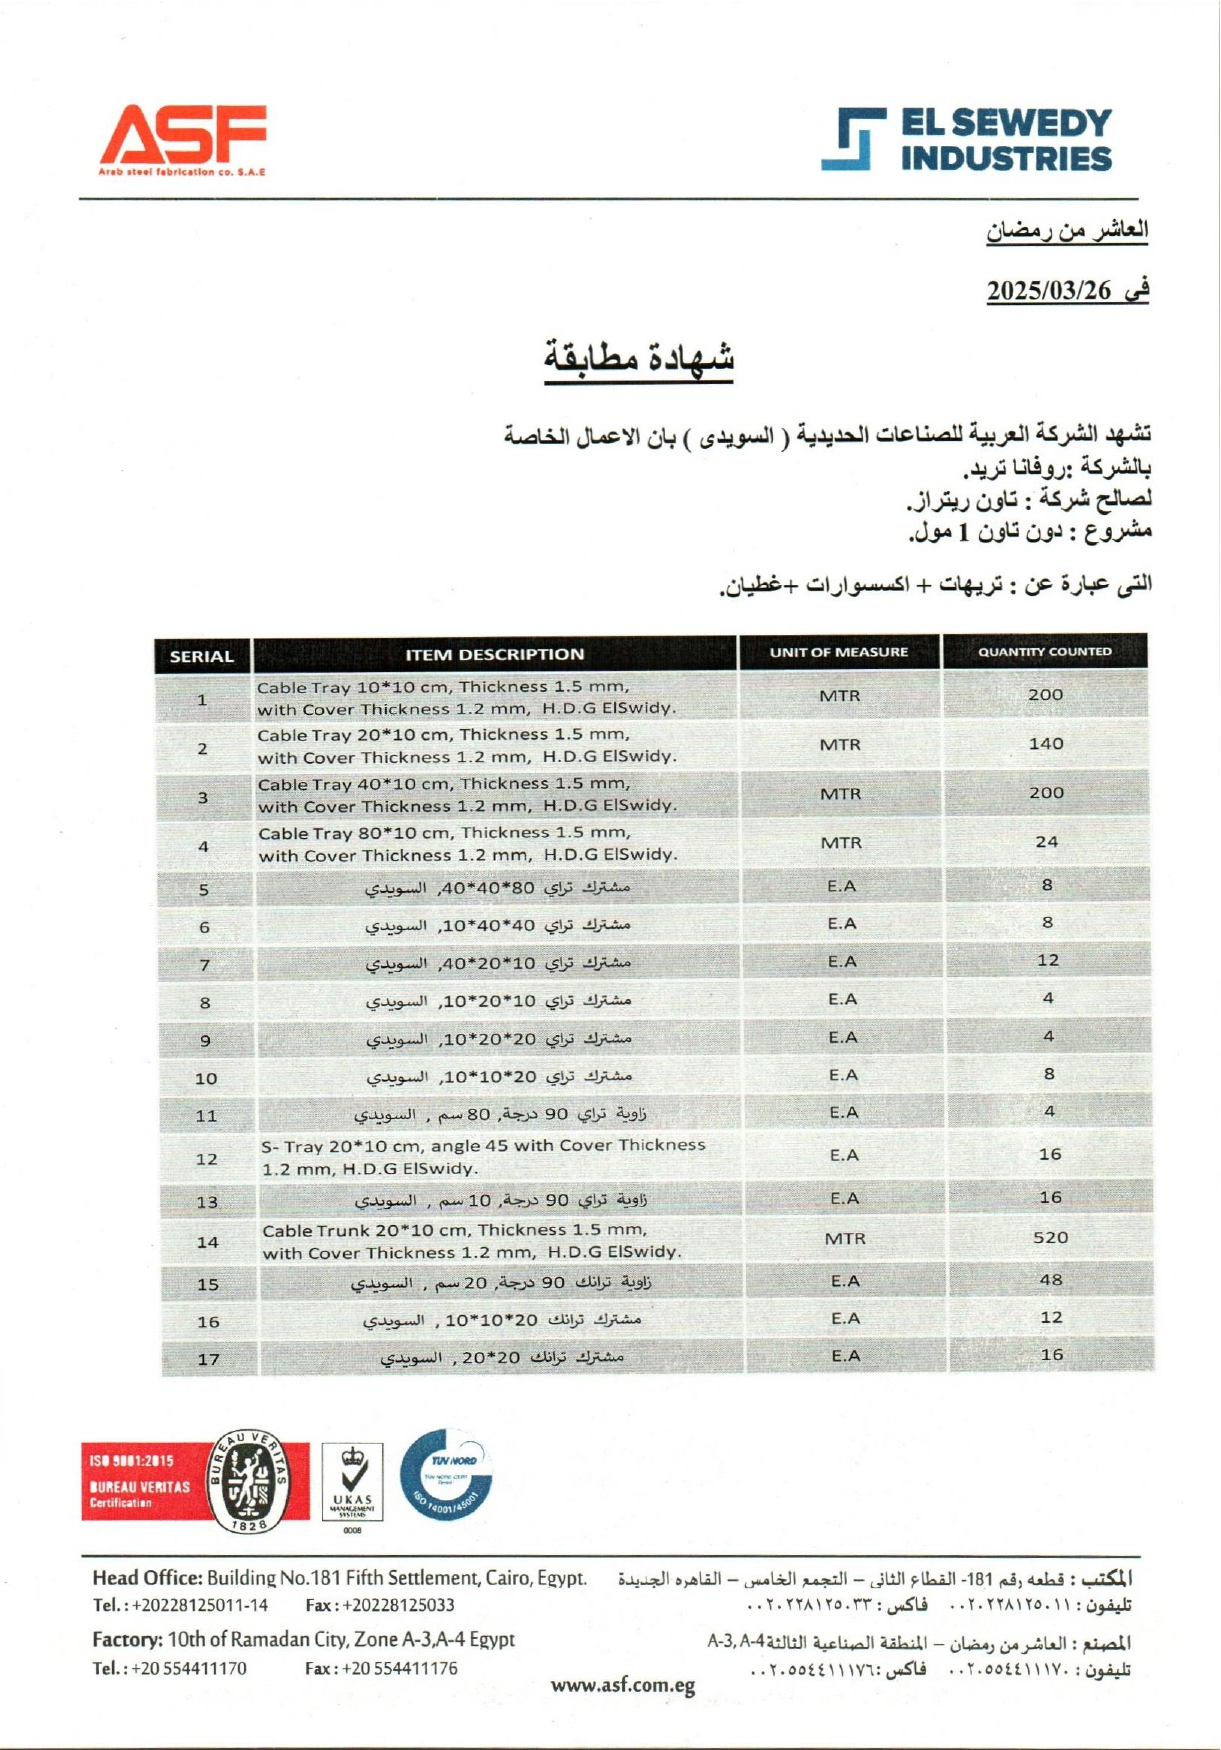 ASF
Arab steel fabrication co. S.A.E
EL SEWEDY
INDUSTRIES
العاشر من رمضان
في 2025/03/26
شهادة مطابقة
تشهد الشركة العربية للصناعات الحديدية ( السويدى ) بان الاعمال الخاصة
بالشركة :روفانا تريد.
لصالح شركة : تاون ريتراز.
مشروع : دون تاون 1 مول.
التى عبارة عن : تريهات + اكسسوارات +غطيان.
SERIAL ITEM DESCRIPTION UNIT OF MEASURE QUANTITY COUNTED
1 Cable Tray 10*10 cm, Thickness 1.5 mm,
with Cover Thickness 1.2 mm, H.D.G ElSwidy. MTR 200
2 Cable Tray 20*10 cm, Thickness 1.5 mm,
with Cover Thickness 1.2 mm, H.D.G ElSwidy. MTR 140
3 Cable Tray 40*10 cm, Thickness 1.5 mm,
with Cover Thickness 1.2 mm, H.D.G ElSwidy. MTR 200
4 Cable Tray 80*10 cm, Thickness 1.5 mm,
with Cover Thickness 1.2 mm, H.D.G ElSwidy. MTR 24
5 مشترك تراي 80*40*40, السويدي E.A 8
6 مشترك تراي 40*40*10, السويدي E.A 8
7 مشترك تراي 10*20*40, السويدي E.A 12
8 مشترك تراي 10*20*10, السويدي E.A 4
9 مشترك تراي 20*20*10, السويدي E.A 4
10 مشترك تراي 20*10*10, السويدي E.A 8
11 زاوية تراي 90 درجة, 80 سم , السويدي E.A 4
12 S- Tray 20*10 cm, angle 45 with Cover Thickness
1.2 mm, H.D.G ElSwidy. E.A 16
13 زاوية تراي 90 درجة, 10 سم , السويدي E.A 16
14 Cable Trunk 20*10 cm, Thickness 1.5 mm,
with Cover Thickness 1.2 mm, H.D.G ElSwidy. MTR 520
15 زاوية ترانك 90 درجة, 20 سم , السويدي E.A 48
16 مشترك ترانك 20*10*10 , السويدي E.A 12
17 مشترك ترانك 20*20 , السويدي E.A 16
ISO 9001:2015
BUREAU VERITAS
Certification
BUREAU VERITAS
1828
UKAS
MANAGEMENT
SYSTEMS
0008
TUV NORD
TUV NORD CERT
ISO 14001/45001
Head Office: Building No.181 Fifth Settlement, Cairo, Egypt.
Tel. : +20228125011-14 Fax : +20228125033
Factory: 10th of Ramadan City, Zone A-3,A-4 Egypt
Tel. : +20 554411170 Fax : +20 554411176
المكتب : قطعه رقم 181- القطاع الثانى – التجمع الخامس – القاهره الجديدة
تليفون : ٠٠٢٠٢٢٨١٢٥٠١١ فاكس : ٠٠٢٠٢٢٨١٢٥٠٣٣
المصنع : العاشر من رمضان – المنطقة الصناعية الثالثة A-3, A-4
تليفون : ٠٠٢٠٥٥٤٤١١١٧٠ فاكس : ٠٠٢٠٥٥٤٤١١١٧٦
www.asf.com.eg